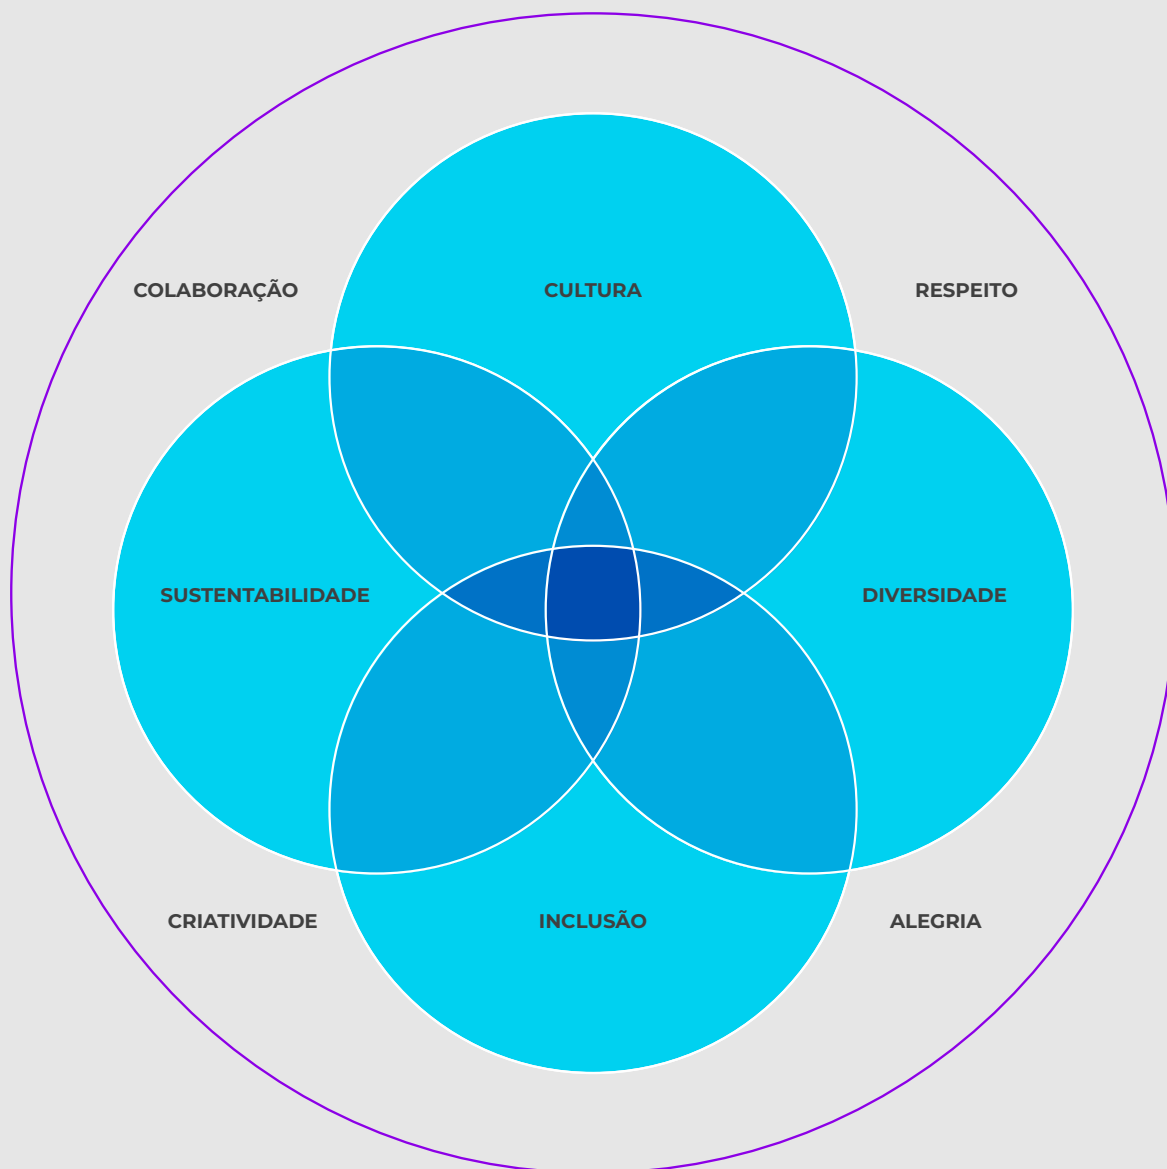 COLABORAÇÃO
CULTURA
RESPEITO
SUSTENTABILIDADE
DIVERSIDADE
CRIATIVIDADE
INCLUSÃO
ALEGRIA